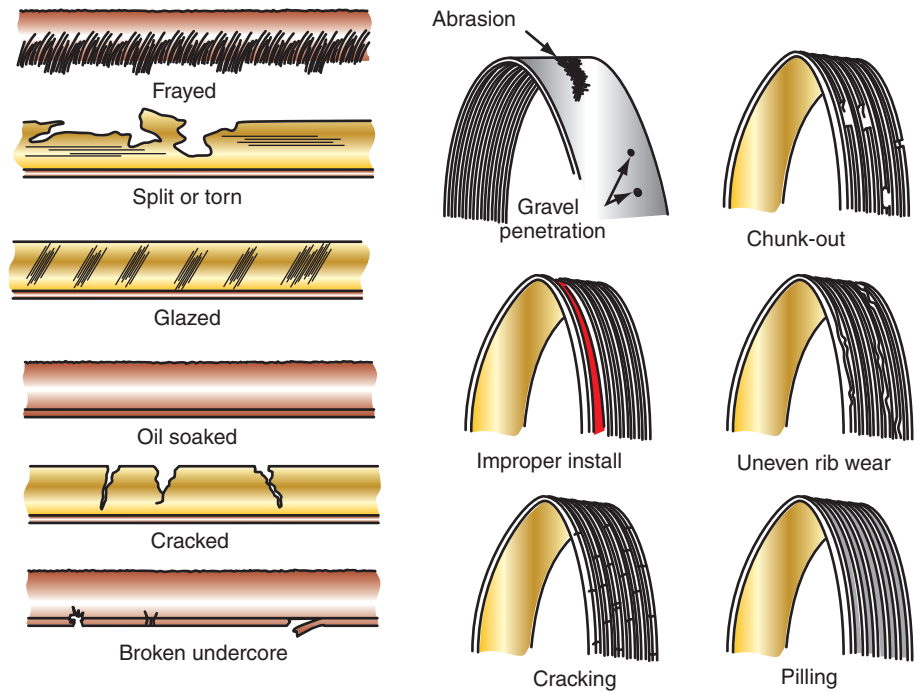 Frayed
Split or torn
Glazed
Oil soaked
Cracked
Broken undercore
Abrasion
Gravel
penetration
Chunk-out
Improper install
Uneven rib wear
Cracking
Pilling